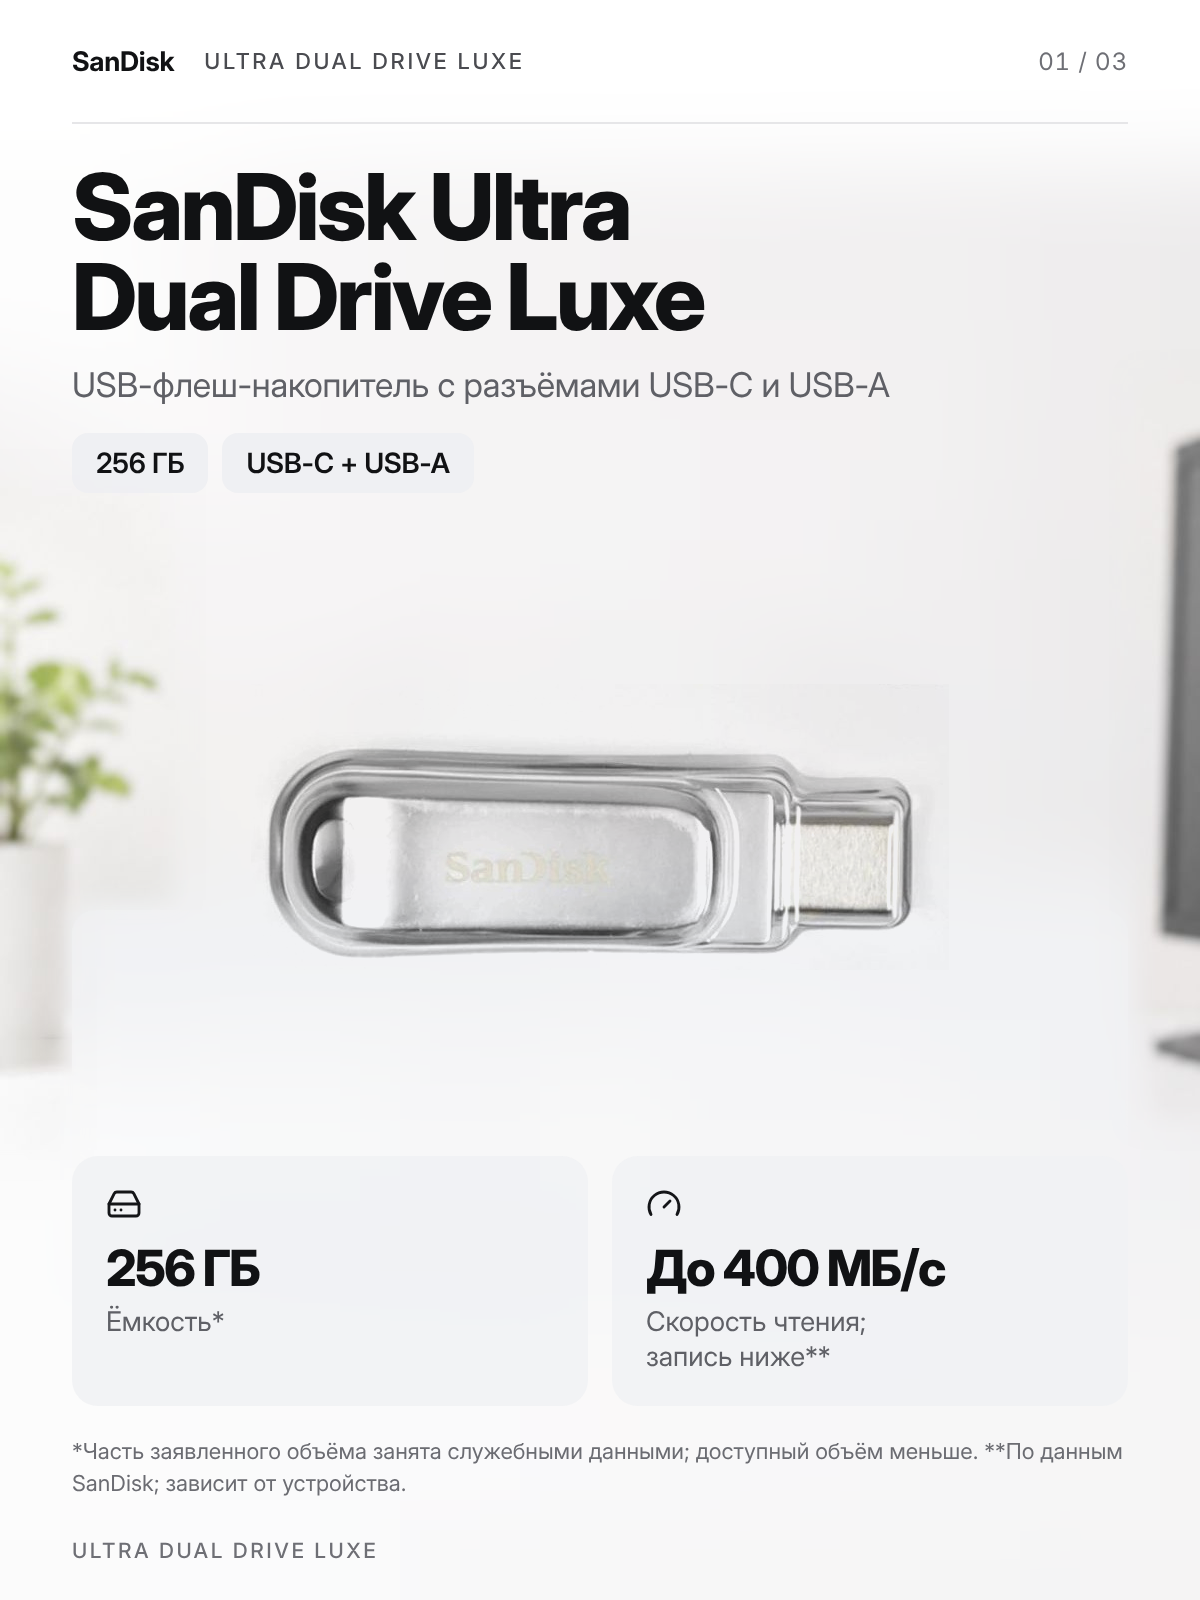 SanDisk ULTRA DUAL DRIVE LUXE 01 / 03
SanDisk Ultra
Dual Drive Luxe
USB-флеш-накопитель с разъёмами USB-C и USB-A
256 ГБ USB-C + USB-A
SanDisk
256 ГБ
Ёмкость*
До 400 МБ/с
Скорость чтения;
запись ниже**
*Часть заявленного объёма занята служебными данными; доступный объём меньше. **По данным
SanDisk; зависит от устройства.
ULTRA DUAL DRIVE LUXE